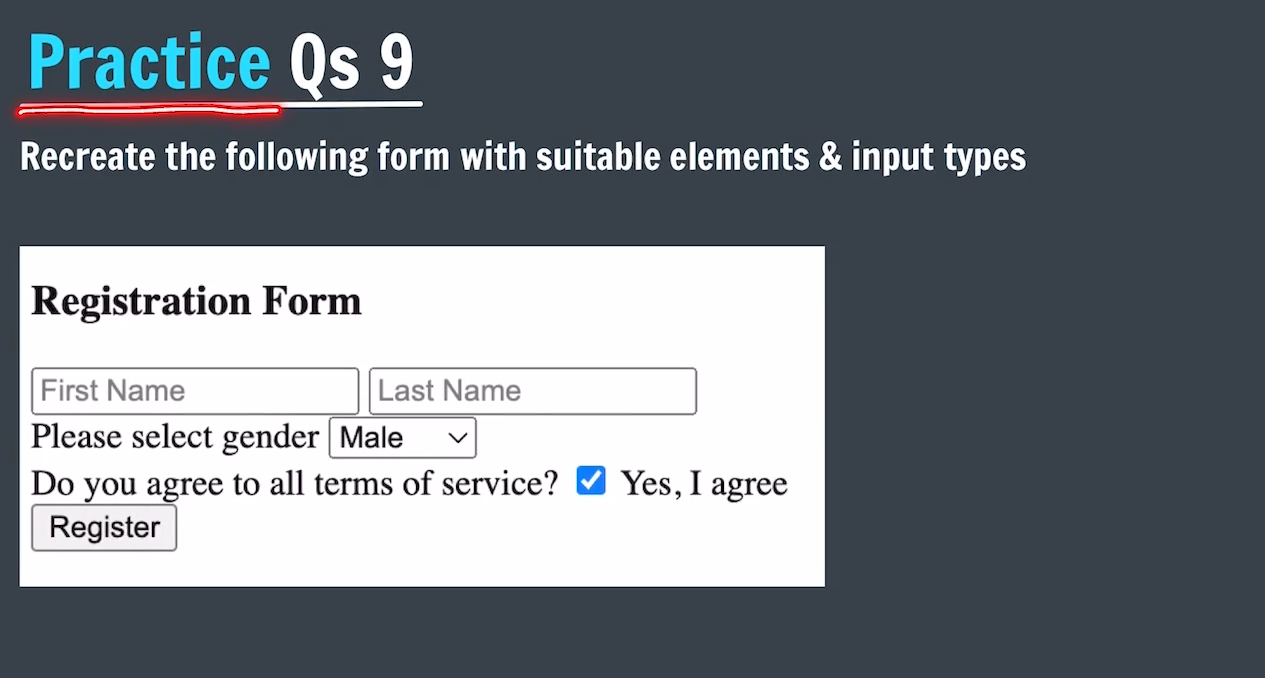 Practice Qs 9
Recreate the following form with suitable elements & input types
Registration Form
First Name Last Name
Please select gender Male
Do you agree to all terms of service? Yes, I agree
Register